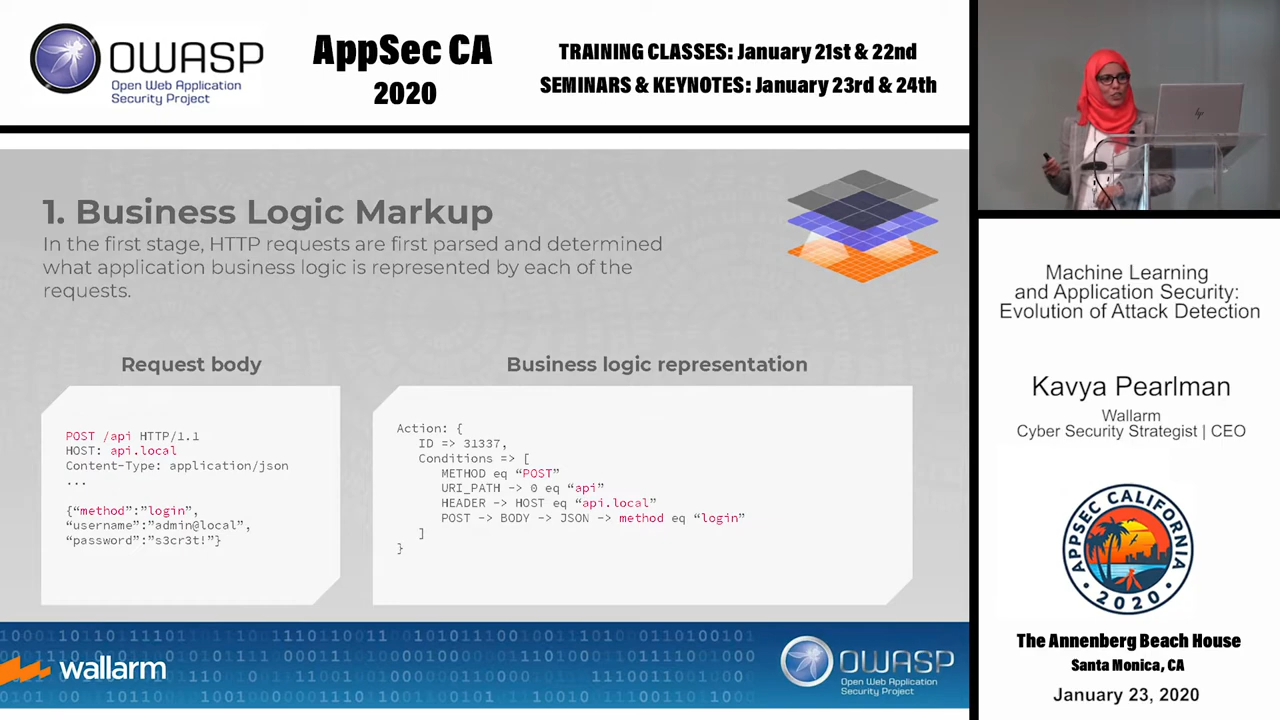 OWASP
Open Web Application
Security Project
AppSec CA
2020
TRAINING CLASSES: January 21st & 22nd
SEMINARS & KEYNOTES: January 23rd & 24th
1. Business Logic Markup
In the first stage, HTTP requests are first parsed and determined
what application business logic is represented by each of the
requests.
Request body
POST /api HTTP/1.1
HOST: api.local
Content-Type: application/json
...
{“method”:”login”,
“username”:”admin@local”,
“password”:”s3cr3t!”}
Business logic representation
Action: {
ID => 31337,
Conditions => [
METHOD eq “POST”
URI_PATH -> 0 eq “api”
HEADER -> HOST eq “api.local”
POST -> BODY -> JSON -> method eq “login”
]
}
wallarm
OWASP
Open Web Application
Security Project
hp
Machine Learning
and Application Security:
Evolution of Attack Detection
Kavya Pearlman
Wallarm
Cyber Security Strategist | CEO
APPSEC CALIFORNIA
2020
The Annenberg Beach House
Santa Monica, CA
January 23, 2020